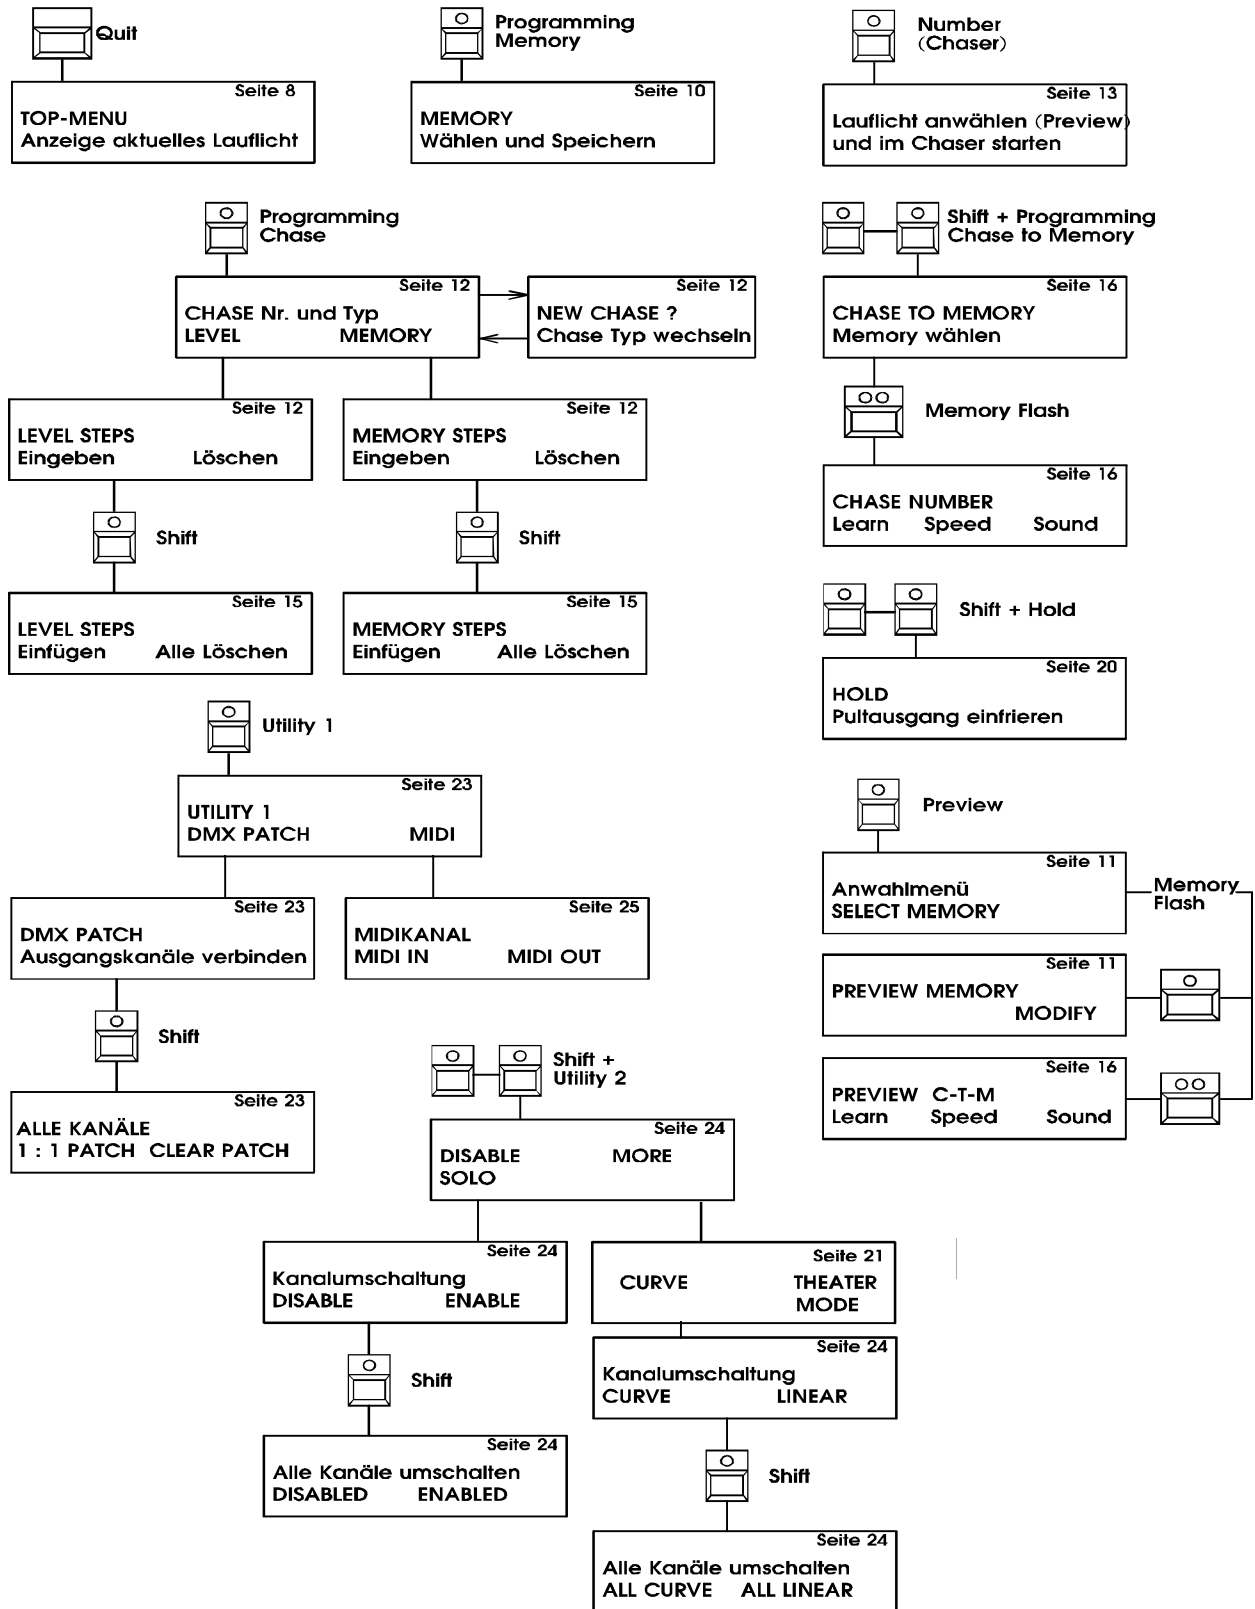 Quit
Seite 8
TOP-MENU
Anzeige aktuelles Lauflicht
Programming
Memory
Seite 10
MEMORY
Wählen und Speichern
Number
(Chaser)
Seite 13
Lauflicht anwählen (Preview)
und im Chaser starten
Programming
Chase
Seite 12
CHASE Nr. und Typ
LEVEL MEMORY
Seite 12
NEW CHASE ?
Chase Typ wechseln
Seite 12
LEVEL STEPS
Eingeben Löschen
Seite 12
MEMORY STEPS
Eingeben Löschen
Shift
Shift
Seite 15
LEVEL STEPS
Einfügen Alle Löschen
Seite 15
MEMORY STEPS
Einfügen Alle Löschen
Shift + Programming
Chase to Memory
Seite 16
CHASE TO MEMORY
Memory wählen
Memory Flash
Seite 16
CHASE NUMBER
Learn Speed Sound
Shift + Hold
Seite 20
HOLD
Pultausgang einfrieren
Utility 1
Seite 23
UTILITY 1
DMX PATCH MIDI
Seite 23
DMX PATCH
Ausgangskanäle verbinden
Seite 25
MIDIKANAL
MIDI IN MIDI OUT
Shift
Seite 23
ALLE KANÄLE
1 : 1 PATCH CLEAR PATCH
Preview
Seite 11
Anwahlmenü
SELECT MEMORY
Memory
Flash
Seite 11
PREVIEW MEMORY
MODIFY
Seite 16
PREVIEW C-T-M
Learn Speed Sound
Shift +
Utility 2
Seite 24
DISABLE MORE
SOLO
Seite 24
Kanalumschaltung
DISABLE ENABLE
Shift
Seite 24
Alle Kanäle umschalten
DISABLED ENABLED
Seite 21
CURVE THEATER
MODE
Seite 24
Kanalumschaltung
CURVE LINEAR
Shift
Seite 24
Alle Kanäle umschalten
ALL CURVE ALL LINEAR